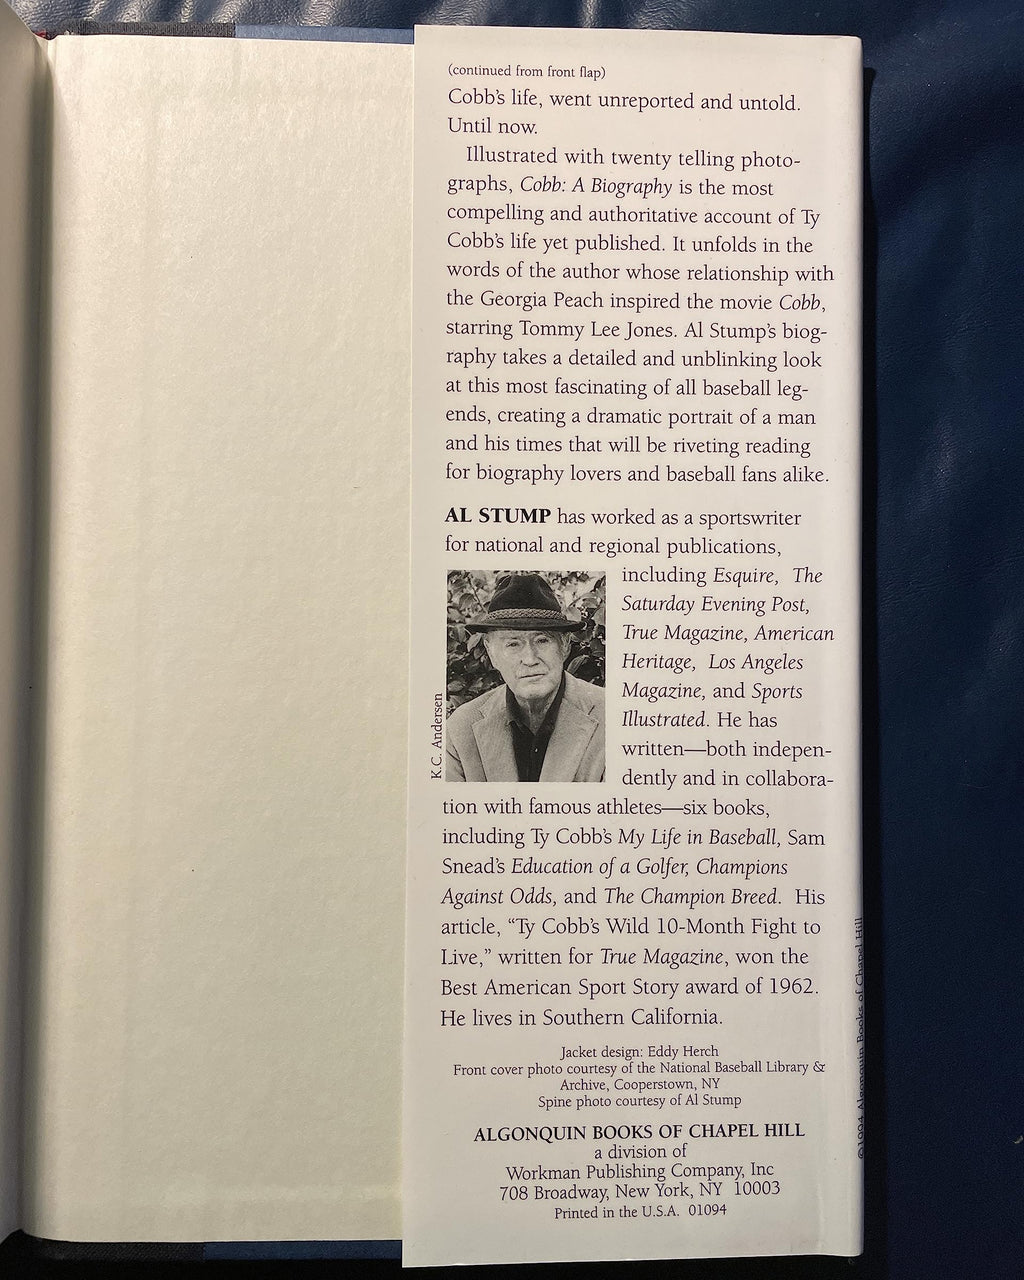 (continued from front flap)
Cobb's life, went unreported and untold.
Until now.
Illustrated with twenty telling photo-
graphs, Cobb: A Biography is the most
compelling and authoritative account of Ty
Cobb's life yet published. It unfolds in the
words of the author whose relationship with
the Georgia Peach inspired the movie Cobb,
starring Tommy Lee Jones. Al Stump's biog-
raphy takes a detailed and unblinking look
at this most fascinating of all baseball leg-
ends, creating a dramatic portrait of a man
and his times that will be riveting reading
for biography lovers and baseball fans alike.
AL STUMP has worked as a sportswriter
for national and regional publications,
including Esquire, The
Saturday Evening Post,
True Magazine, American
Heritage, Los Angeles
Magazine, and Sports
Illustrated. He has
written—both indepen-
dently and in collabora-
K.C. Andersen
tion with famous athletes—six books,
including Ty Cobb's My Life in Baseball, Sam
Snead's Education of a Golfer, Champions
Against Odds, and The Champion Breed. His
article, “Ty Cobb's Wild 10-Month Fight to
Live,” written for True Magazine, won the
Best American Sport Story award of 1962.
He lives in Southern California.
Jacket design: Eddy Herch
Front cover photo courtesy of the National Baseball Library &
Archive, Cooperstown, NY
Spine photo courtesy of Al Stump
ALGONQUIN BOOKS OF CHAPEL HILL
a division of
Workman Publishing Company, Inc
708 Broadway, New York, NY 10003
Printed in the U.S.A. 01094
©1994 Algonquin Books of Chapel Hill